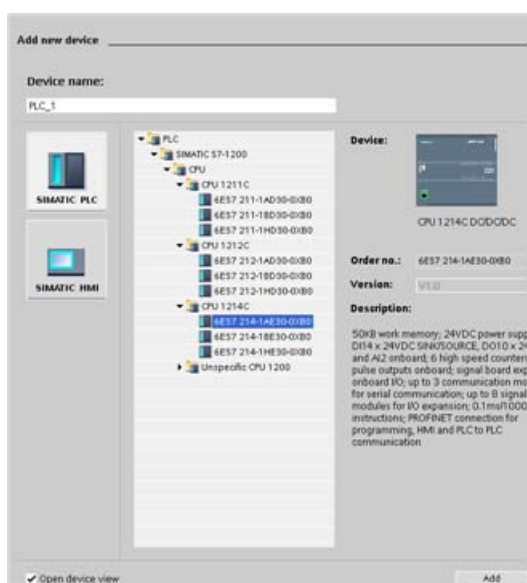 Add new device
Device name:
PLC_1
SIMATIC PLC
SIMATIC HMI
PLC
SIMATIC S7-1200
CPU
CPU 1211C
6ES7 211-1AD30-0XB0
6ES7 211-1BD30-0XB0
6ES7 211-1HD30-0XB0
CPU 1212C
6ES7 212-1AD30-0XB0
6ES7 212-1BD30-0XB0
6ES7 212-1HD30-0XB0
CPU 1214C
6ES7 214-1AE30-0XB0
6ES7 214-1BE30-0XB0
6ES7 214-1HE30-0XB0
Unspecific CPU 1200
Device:
CPU 1214C DC/DC/DC
Order no.: 6ES7 214-1AE30-0XB0
Version: V1.0
Description:
50KB work memory; 24VDC power supp
DI14 x 24VDC SINK/SOURCE, DO10 x 24
and AI2 onboard; 6 high speed counters
pulse outputs onboard; signal board exp
onboard I/O; up to 3 communication mo
for serial communication; up to 8 signal
modules for I/O expansion; 0.1ms/1000
instructions; PROFINET connection for
programming, HMI and PLC to PLC
communication
Open device view
Add